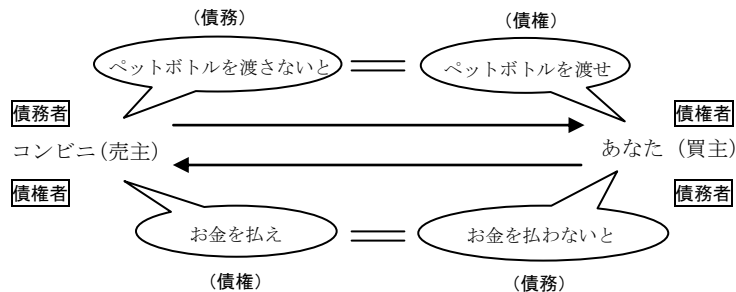 (債務)
(債権)
ペットボトルを渡さないと
ペットボトルを渡せ
債務者
債権者
コンビニ(売主)
あなた (買主)
債権者
債務者
お金を払え
お金を払わないと
(債権)
(債務)